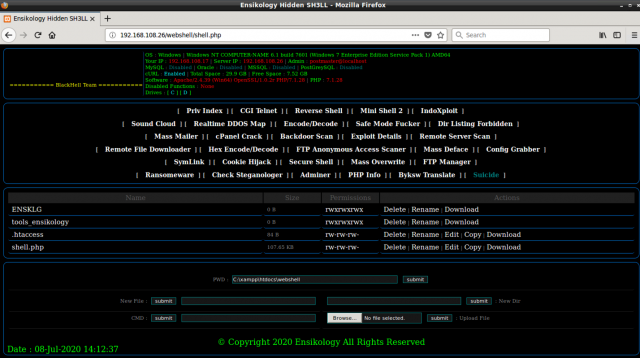 Ensikology Hidden SH3LL - Mozilla Firefox
Ensikology Hidden SH3LL
192.168.108.26/webshell/shell.php
Search
OS : Windows | Windows NT COMPUTER-NAME 6.1 build 7601 (Windows 7 Enterprise Edition Service Pack 1) AMD64
Your IP : 192.168.108.17 | Server IP : 192.168.108.26 | Admin :
MySQL : Disable | Oracle : Disable | MSSQL : Disable | PostGreSQL : Disable
cURL : Enabled | Total Space : 29.9 GB | Free Space : 7.52 GB
Software : Apache/2.4.39 (Win64) OpenSSL/1.0.2r PHP/7.1.28 | PHP : 7.1.28
=========== BlackHell Team ===========
Disabled Functions : None
Drives : [ C ] [ D ]
[ Priv Index ] [ CGI Telnet ] [ Reverse Shell ] [ Mini Shell 2 ] [ IndoXploit ]
[ Sound Cloud ] [ Realtime DDOS Map ] [ Encode/Decode ] [ Safe Mode Fucker ] [ Dir Listing Forbidden ]
[ Mass Mailer ] [ cPanel Crack ] [ Backdoor Scan ] [ Exploit Details ] [ Remote Server Scan ]
[ Remote File Downloader ] [ Hex Encode/Decode ] [ FTP Anonymous Access Scaner ] [ Mass Deface ] [ Config Grabber ]
[ SymLink ] [ Cookie Hijack ] [ Secure Shell ] [ Mass Overwrite ] [ FTP Manager ]
[ Ransomeware ] [ Check Steganologer ] [ Adminer ] [ PHP Info ] [ Byksw Translate ] [ Suicide ]
Name Size Permissions Actions
ENSKLG 0 B rwxrwxrwx Delete | Rename | Download
tools_ensikology 0 B rwxrwxrwx Delete | Rename | Download
.htaccess 84 B rw-rw-rw- Delete | Rename | Edit | Copy | Download
shell.php 107.65 KB rw-rw-rw- Delete | Rename | Edit | Copy | Download
PWD : C:\xampp\htdocs\webshell submit
New File : submit submit : New Dir
CMD : submit Browse... No file selected. submit : Upload File
© Copyright 2020 Ensikology All Rights Reserved
Date : 08-Jul-2020 14:12:37